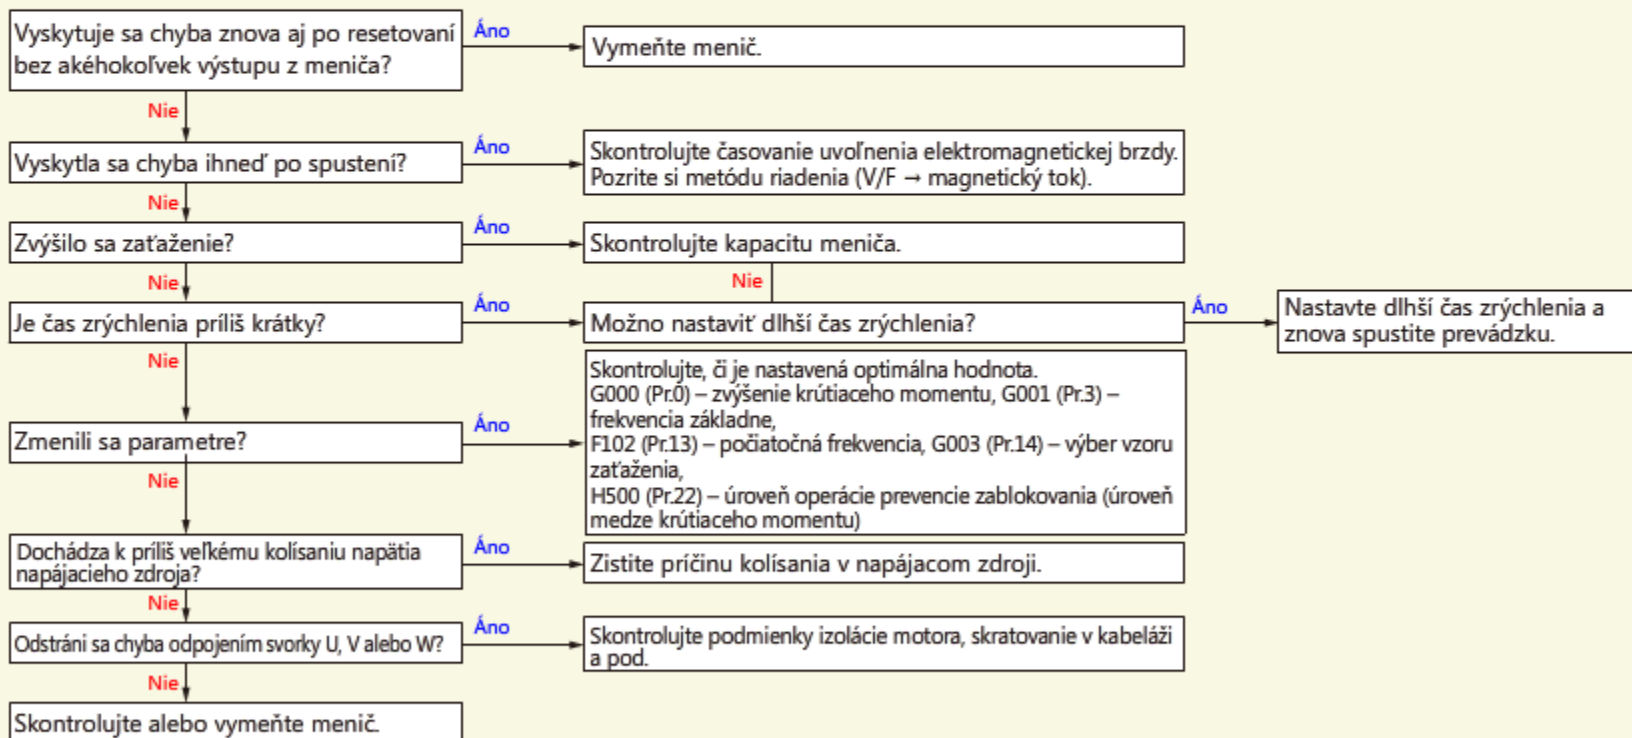 Vyskytuje sa chyba znova aj po resetovaní
bez akéhokoľvek výstupu z meniča?
Áno
Vymeňte menič.
Nie
Vyskytla sa chyba ihneď po spustení?
Áno
Skontrolujte časovanie uvoľnenia elektromagnetickej brzdy.
Pozrite si metódu riadenia (V/F → magnetický tok).
Nie
Zvýšilo sa zaťaženie?
Áno
Skontrolujte kapacitu meniča.
Nie
Nie
Je čas zrýchlenia príliš krátky?
Áno
Možno nastaviť dlhší čas zrýchlenia?
Áno
Nastavte dlhší čas zrýchlenia a
znova spustite prevádzku.
Nie
Zmenili sa parametre?
Áno
Skontrolujte, či je nastavená optimálna hodnota.
G000 (Pr.0) – zvýšenie krútiaceho momentu, G001 (Pr.3) –
frekvencia základne,
F102 (Pr.13) – počiatočná frekvencia, G003 (Pr.14) – výber vzoru
zaťaženia,
H500 (Pr.22) – úroveň operácie prevencie zablokovania (úroveň
medze krútiaceho momentu)
Nie
Dochádza k príliš veľkému kolísaniu napätia
napájacieho zdroja?
Áno
Zistite príčinu kolísania v napájacom zdroji.
Nie
Odstráni sa chyba odpojením svorky U, V alebo W?
Áno
Skontrolujte podmienky izolácie motora, skratovanie v kabeláži
a pod.
Nie
Skontrolujte alebo vymeňte menič.